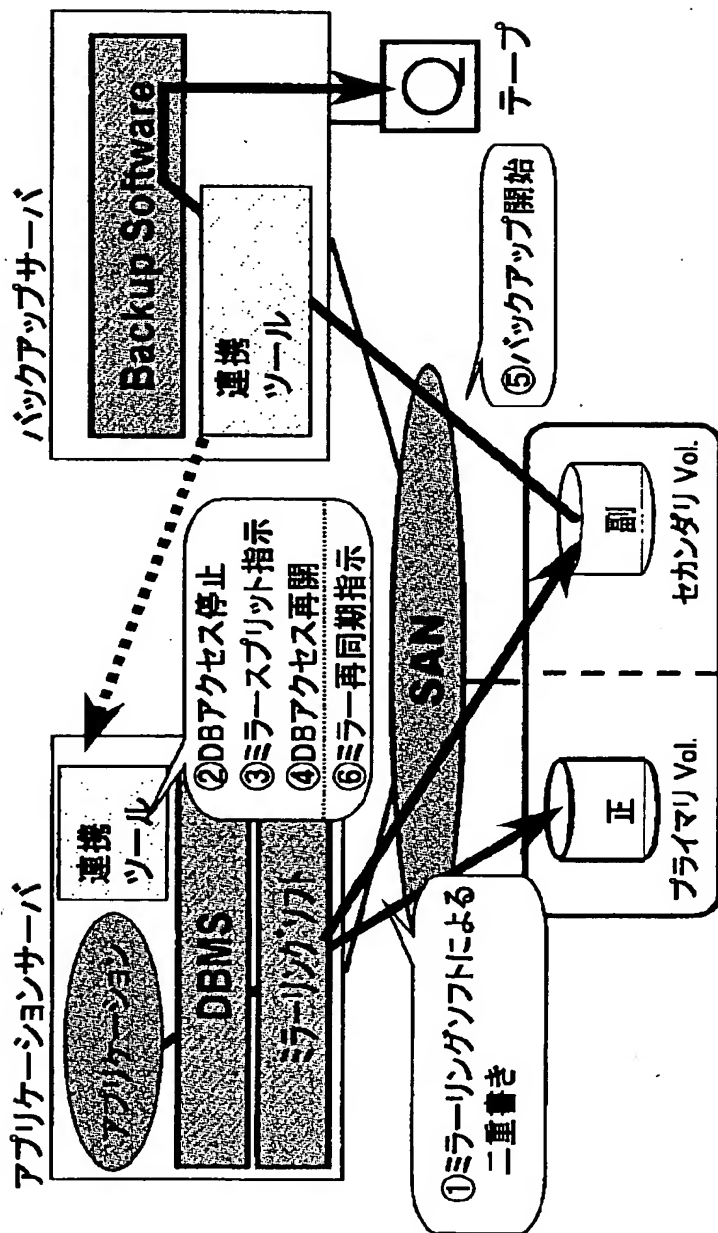 アプリケーションサーバ
アプリケーション
連携
ツール
DBMS
ミラーリングソフト
②DBアクセス停止
③ミラースプリット指示
④DBアクセス再開
⑥ミラー再同期指示
①ミラーリングソフトによる
二重書き
バックアップサーバ
Backup Software
連携
ツール
テープ
SAN
⑤バックアップ開始
正
副
プライマリ Vol.
セカンダリ Vol.